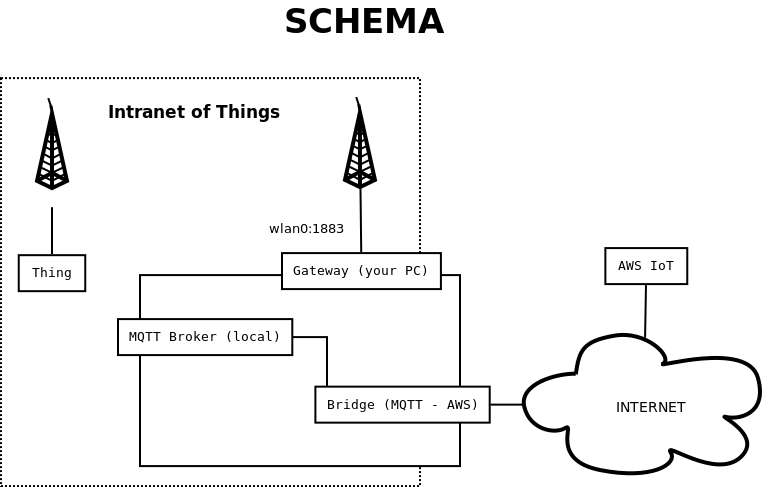 SCHEMA
Intranet of Things
wlan0:1883
Thing
Gateway (your PC)
AWS IoT
MQTT Broker (local)
Bridge (MQTT - AWS)
INTERNET